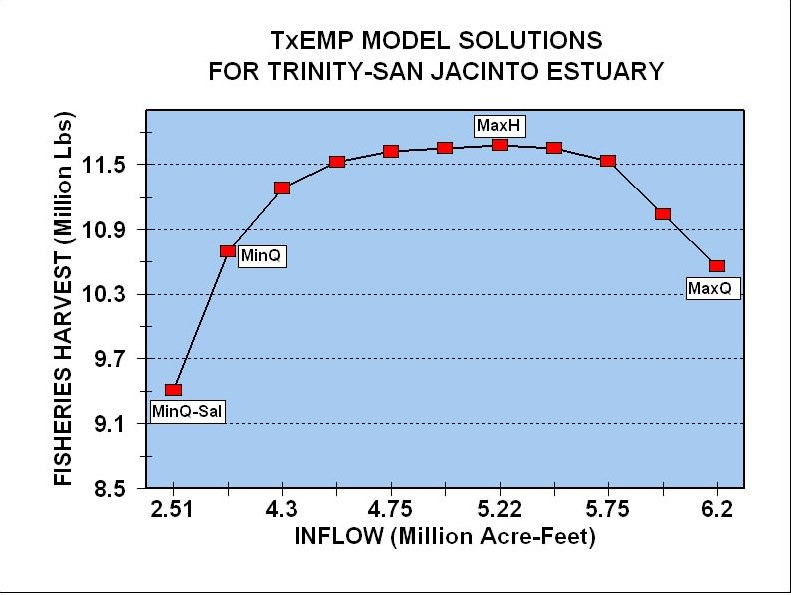 TxEMP MODEL SOLUTIONS
FOR TRINITY-SAN JACINTO ESTUARY
FISHERIES HARVEST (Million Lbs)
11.5
10.9
10.3
9.7
9.1
8.5
MaxH
MinQ
MaxQ
MinQ-Sal
2.51 4.3 4.75 5.22 5.75 6.2
INFLOW (Million Acre-Feet)